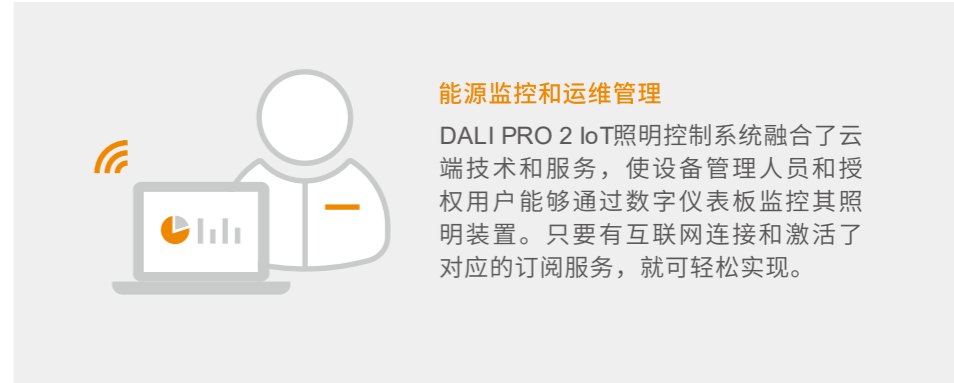 能源监控和运维管理
DALI PRO 2 IoT照明控制系统融合了云
端技术和服务，使设备管理人员和授
权用户能够通过数字仪表板监控其照
明装置。只要有互联网连接和激活了
对应的订阅服务，就可轻松实现。